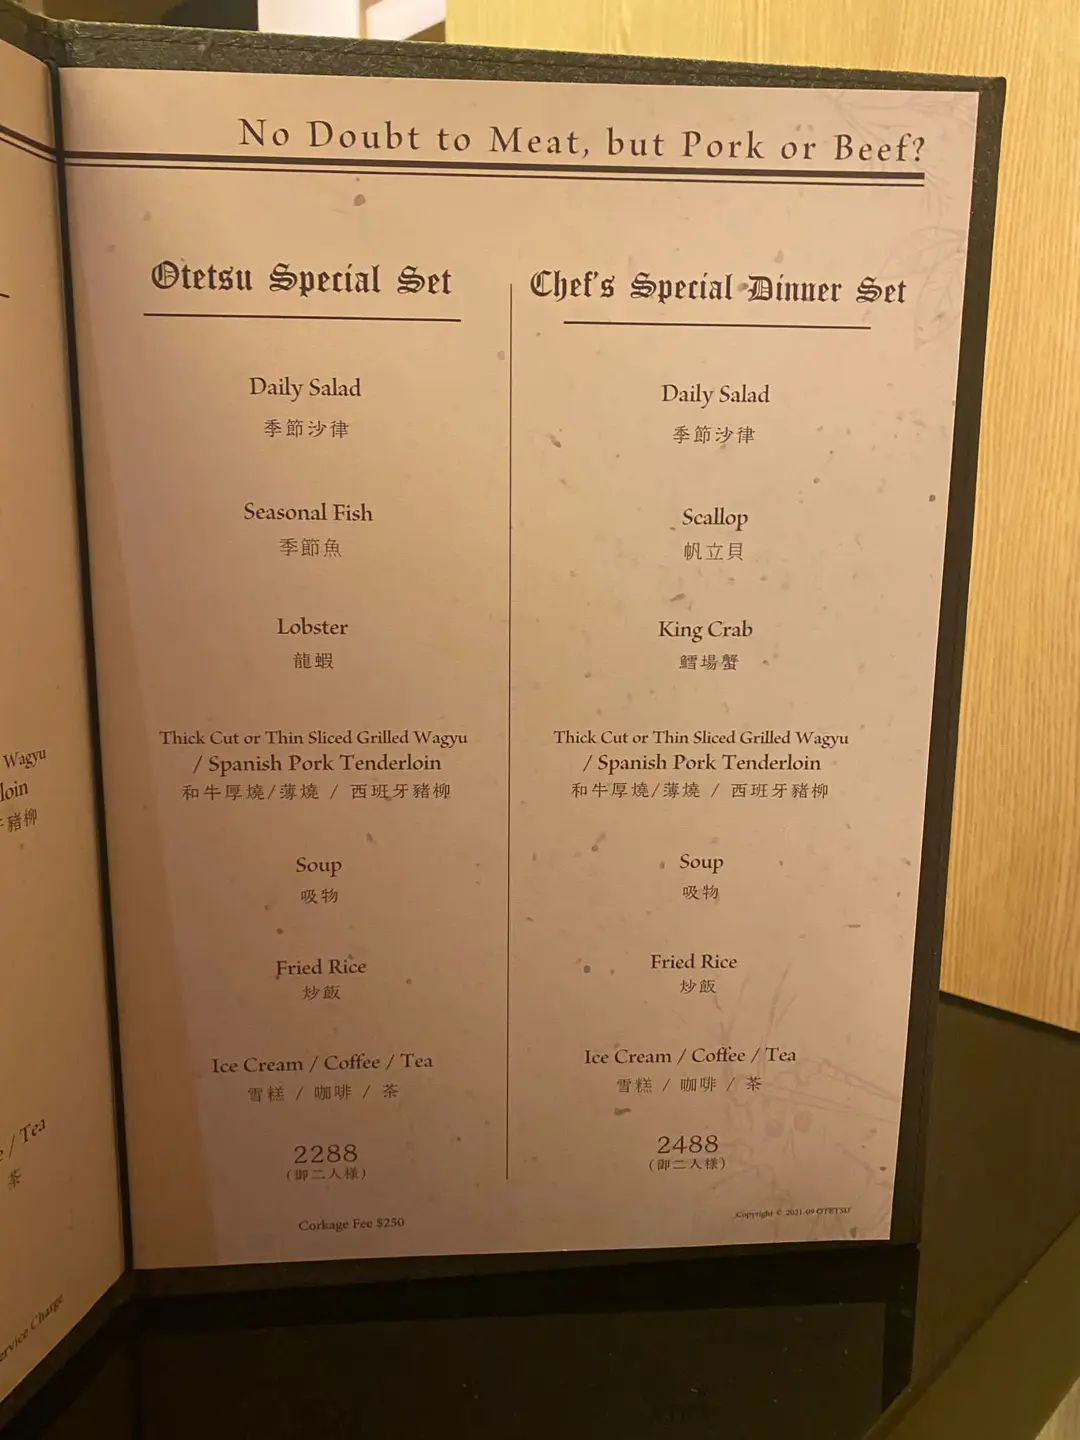 No Doubt to Meat, but Pork or Beef?
Otetsu Special Set
Daily Salad
季節沙律
Seasonal Fish
季節魚
Lobster
龍蝦
Thick Cut or Thin Sliced Grilled Wagyu
/ Spanish Pork Tenderloin
和牛厚燒/薄燒 / 西班牙豬柳
Soup
吸物
Fried Rice
炒飯
Ice Cream / Coffee / Tea
雪糕 / 咖啡 / 茶
2288
(御二人様)
Corkage Fee $250
Chef's Special Dinner Set
Daily Salad
季節沙律
Scallop
帆立貝
King Crab
鱈場蟹
Thick Cut or Thin Sliced Grilled Wagyu
/ Spanish Pork Tenderloin
和牛厚燒/薄燒 / 西班牙豬柳
Soup
吸物
Fried Rice
炒飯
Ice Cream / Coffee / Tea
雪糕 / 咖啡 / 茶
2488
(御二人様)
Copyright © 2021-09 OTETSU
Wagyu
豬柳
/ Tea
茶
Charge